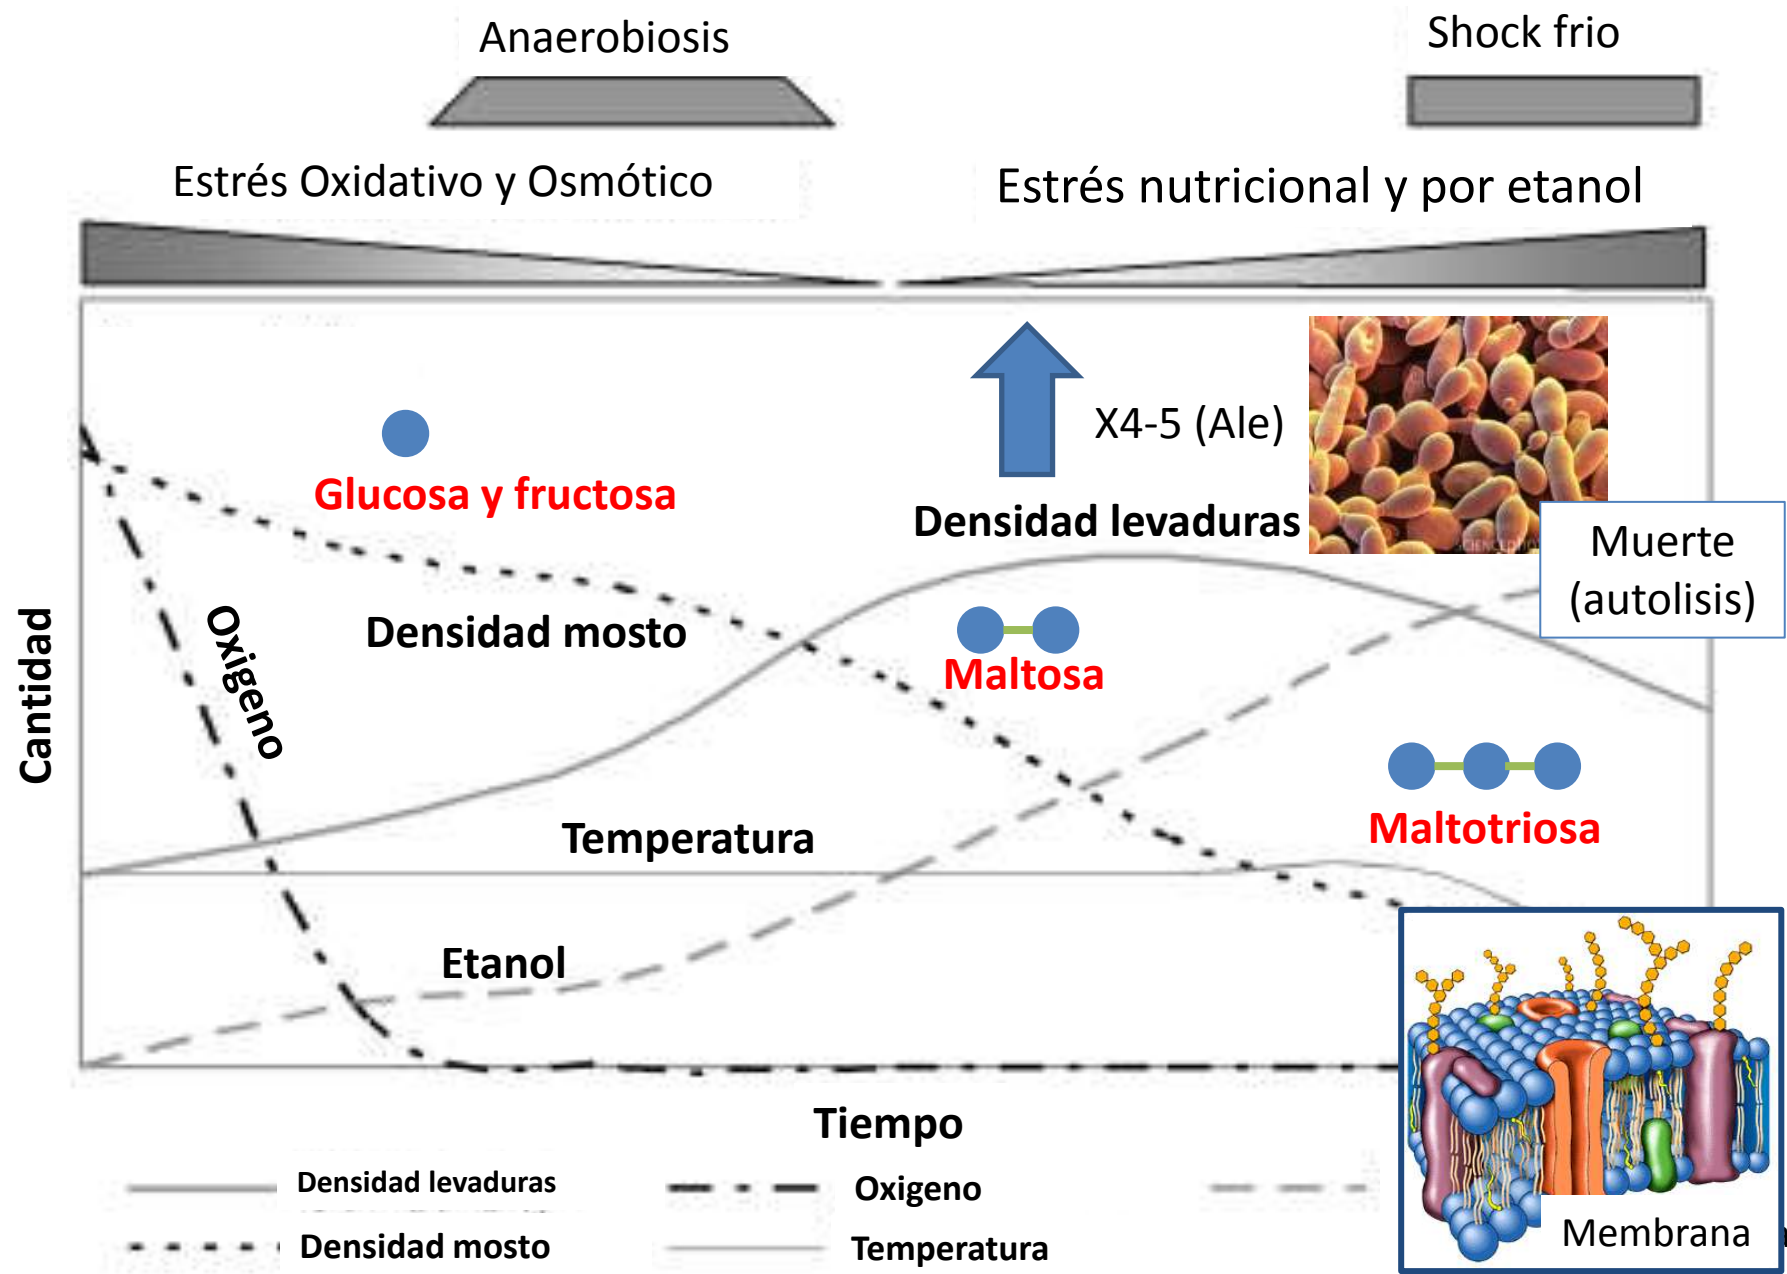 Anaerobiosis
Shock frio
Estrés Oxidativo y Osmótico
Estrés nutricional y por etanol
X4-5 (Ale)
Glucosa y fructosa
Densidad levaduras
Muerte
(autolisis)
Oxigeno
Densidad mosto
Maltosa
Cantidad
Temperatura
Maltotriosa
Etanol
Tiempo
Densidad levaduras
Oxigeno
Densidad mosto
Temperatura
Membrana